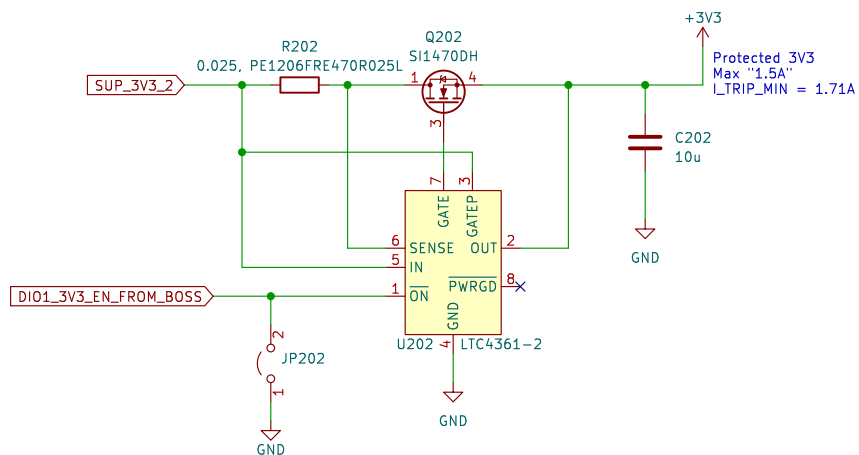 +3V3
Q202
SI1470DH
R202
0.025, PE1206FRE470R025L
Protected 3V3
Max "1.5A"
I_TRIP_MIN = 1.71A
SUP_3V3_2
1
4
3
C202
10u
7
3
GATE
GATEP
6
SENSE
OUT
2
5
IN
GND
DIO1_3V3_EN_FROM_BOSS
1
ON
PWRGD
8
GND
U202
LTC4361-2
4
2
JP202
1
GND
GND